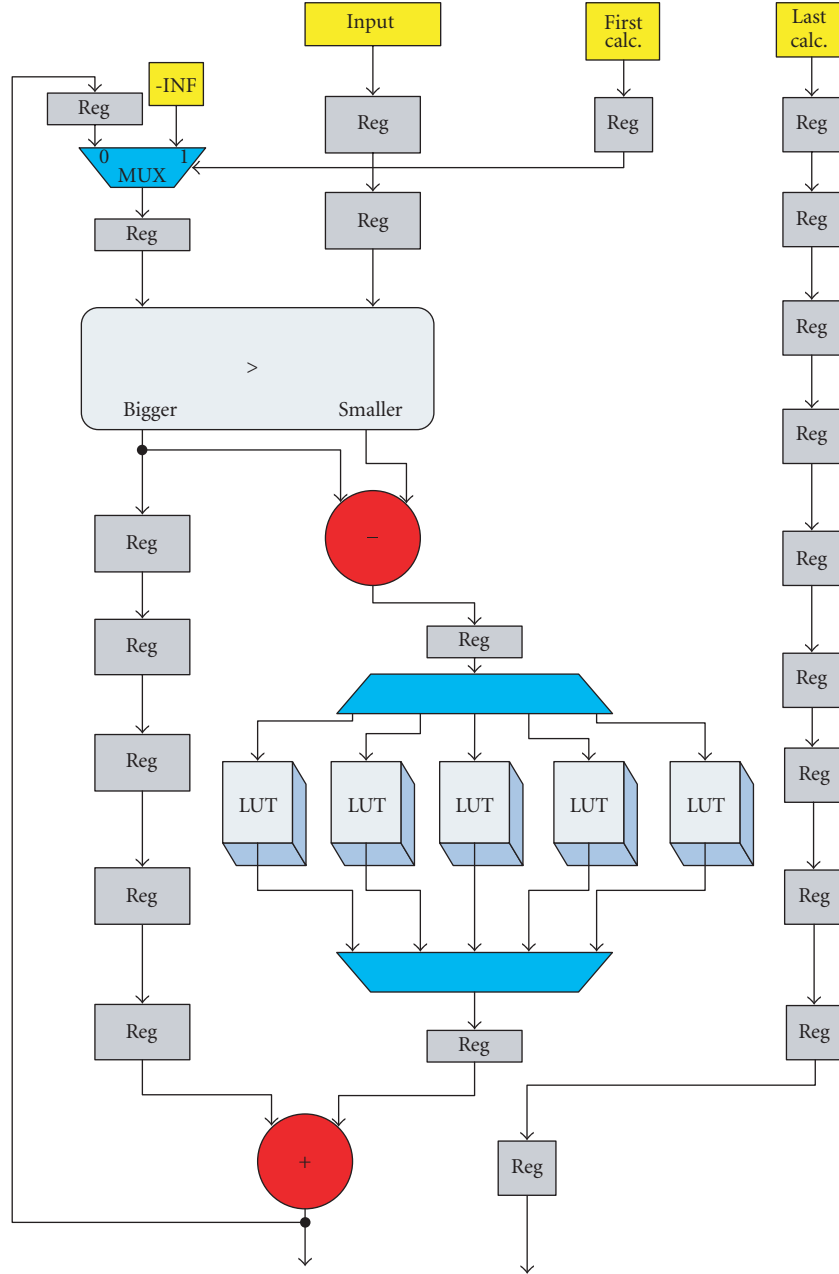 Input
First
calc.
Last
calc.
-INF
Reg
Reg
Reg
Reg
0
1
MUX
Reg
Reg
Reg
Reg
>
Bigger
Smaller
Reg
−
Reg
Reg
Reg
Reg
Reg
Reg
Reg
LUT
LUT
LUT
LUT
LUT
Reg
Reg
Reg
Reg
Reg
+
Reg